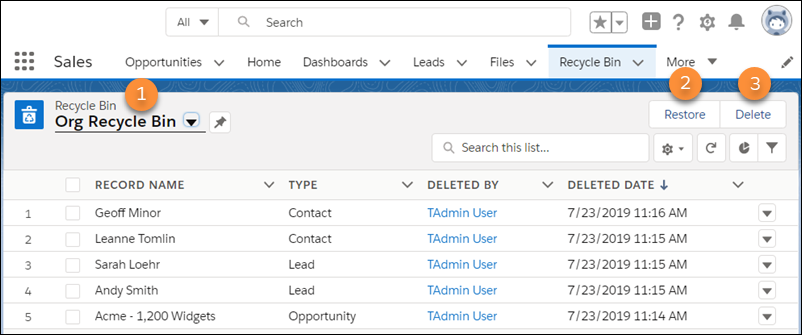 All Search
Sales Opportunities Home Dashboards Leads Files Recycle Bin More
1 2 3
Recycle Bin
Org Recycle Bin Restore Delete
Search this list...
RECORD NAME TYPE DELETED BY DELETED DATE
1 Geoff Minor Contact TAdmin User 7/23/2019 11:16 AM
2 Leanne Tomlin Contact TAdmin User 7/23/2019 11:15 AM
3 Sarah Loehr Lead TAdmin User 7/23/2019 11:15 AM
4 Andy Smith Lead TAdmin User 7/23/2019 11:15 AM
5 Acme - 1,200 Widgets Opportunity TAdmin User 7/23/2019 11:14 AM